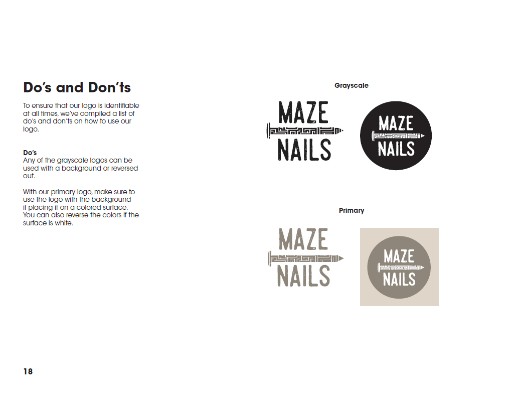 Do's and Don'ts
To ensure that our logo is identifiable
at all times, we've compiled a list of
do's and don'ts on how to use our
logo.
Do's
Any of the grayscale logos can be
used with a background or reversed
out.
With our primary logo, make sure to
use the logo with the background
if placing it on a colored surface.
You can also reverse the colors if the
surface is white.
18
Grayscale
MAZE
NAILS
MAZE
NAILS
Primary
MAZE
NAILS
MAZE
NAILS